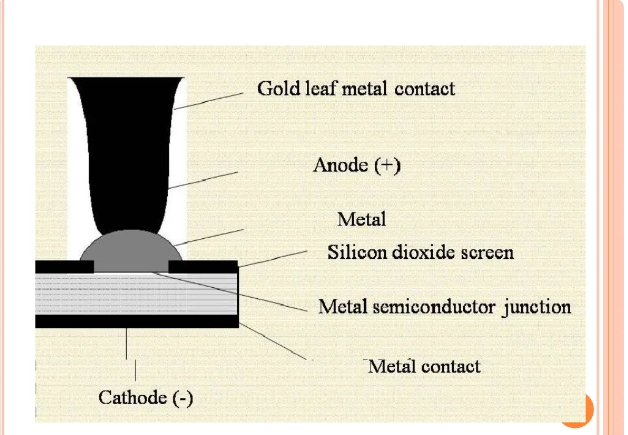 Gold leaf metal contact
Anode (+)
Metal
Silicon dioxide screen
Metal semiconductor junction
Metal contact
Cathode (-)